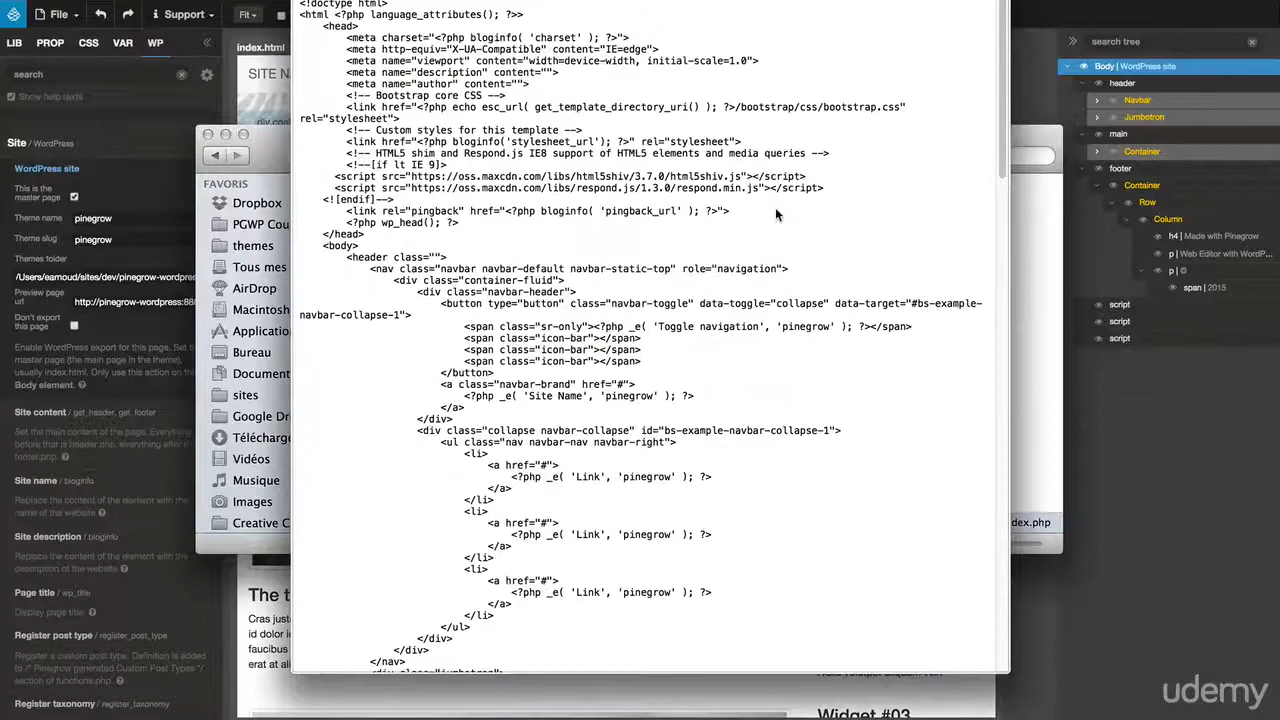 File
Support
Fit
LIB PROP CSS VAR WP
search
Show help texts
Site / WordPress
WordPress site
This is the
master page
Theme name pinegrow
Theme slug pinegrow
Themes folder
/Users/earnoud/sites/dev/pinegrow-wordpres
Preview page
url http://pinegrow-wordpress:88
Don't export
this page
Enable WordPress export for this page. Set
master page (the main page in the theme),
usually index.html. Only use this action on
Body element.
Site content / get_header, get_footer
Set the main content of the page. Everything
before that is header.php, everything
footer.php.
Site name / bloginfo
Replace the content of the element with the
name of the website.
Site description / bloginfo
Replace the content of the element with the
description of the website.
Page title / wp_title
Display page title.
Register post type / register_post_type
Register a custom post type. Definition is added
to /* Pinegrow generated Custom Post Types */
section of functions.php.
Register taxonomy / register_taxonomy
index.html
SITE NA
FAVORIS
Dropbox
PGWP Cou
themes
Tous mes
AirDrop
Macintosh
Applicatio
Bureau
Document
sites
Google Dri
Télécharge
Vidéos
Musique
Images
Creative C
The t
Cras just
id dolor ic
faucibus
erat at ali
<!doctype html>
<html <?php language_attributes(); ?>>
<head>
<meta charset="<?php bloginfo( 'charset' ); ?>">
<meta http-equiv="X-UA-Compatible" content="IE=edge">
<meta name="viewport" content="width=device-width, initial-scale=1.0">
<meta name="description" content="">
<meta name="author" content="">
<!-- Bootstrap core CSS -->
<link href="<?php echo esc_url( get_template_directory_uri() ); ?>/bootstrap/css/bootstrap.css"
rel="stylesheet">
<!-- Custom styles for this template -->
<link href="<?php bloginfo('stylesheet_url'); ?>" rel="stylesheet">
<!-- HTML5 shim and Respond.js IE8 support of HTML5 elements and media queries -->
<!--[if lt IE 9]>
<script src="https://oss.maxcdn.com/libs/html5shiv/3.7.0/html5shiv.js"></script>
<script src="https://oss.maxcdn.com/libs/respond.js/1.3.0/respond.min.js"></script>
<![endif]-->
<link rel="pingback" href="<?php bloginfo( 'pingback_url' ); ?>">
<?php wp_head(); ?>
</head>
<body>
<header class="">
<nav class="navbar navbar-default navbar-static-top" role="navigation">
<div class="container-fluid">
<div class="navbar-header">
<button type="button" class="navbar-toggle" data-toggle="collapse" data-target="#bs-example-
navbar-collapse-1">
<span class="sr-only"><?php _e( 'Toggle navigation', 'pinegrow' ); ?></span>
<span class="icon-bar"></span>
<span class="icon-bar"></span>
<span class="icon-bar"></span>
</button>
<a class="navbar-brand" href="#">
<?php _e( 'Site Name', 'pinegrow' ); ?>
</a>
</div>
<div class="collapse navbar-collapse" id="bs-example-navbar-collapse-1">
<ul class="nav navbar-nav navbar-right">
<li>
<a href="#">
<?php _e( 'Link', 'pinegrow' ); ?>
</a>
</li>
<li>
<a href="#">
<?php _e( 'Link', 'pinegrow' ); ?>
</a>
</li>
<li>
<a href="#">
<?php _e( 'Link', 'pinegrow' ); ?>
</a>
</li>
</ul>
</div>
</div>
</nav>
dex.php
Widget #03
search tree
Body | WordPress site
header
Navbar
Jumbotron
main
Container
footer
Container
Row
Column
h4 | Made with Pinegrow
p | Web Editor with WordP...
p | ©
span | 2015
script
script
script
udemy